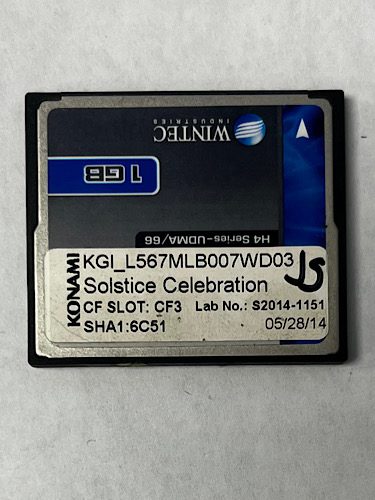 WINTEC
INDUSTRIES
1 GB
H4 Series-UDMA/66
KONAMI
KGI_L567MLB007WD03
Solstice Celebration
CF SLOT: CF3 Lab No.: S2014-1151
SHA1:6C51 05/28/14
JS